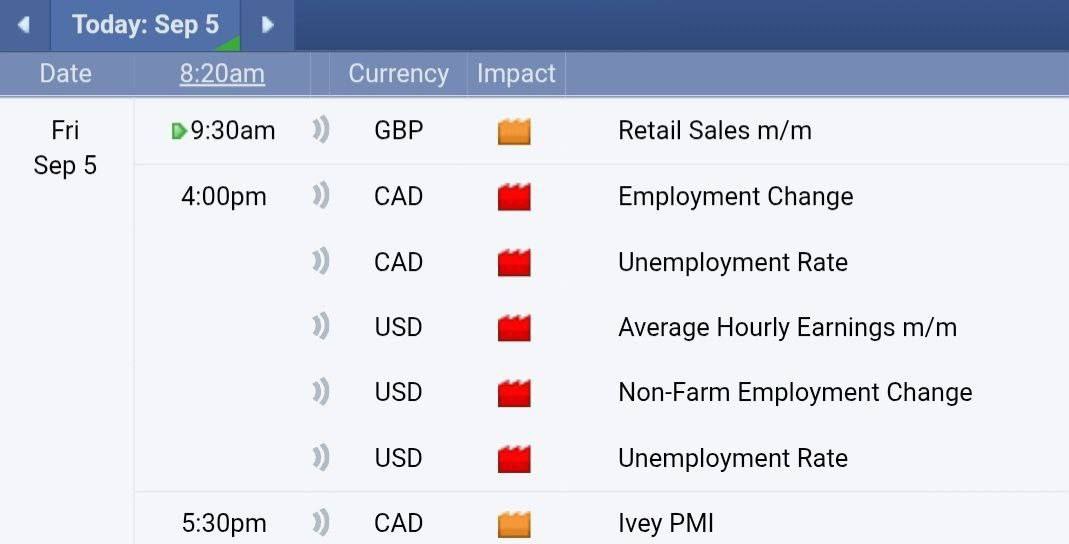 Today: Sep 5
Date 8:20am Currency Impact
Fri 9:30am GBP Retail Sales m/m
Sep 5
4:00pm CAD Employment Change
CAD Unemployment Rate
USD Average Hourly Earnings m/m
USD Non-Farm Employment Change
USD Unemployment Rate
5:30pm CAD Ivey PMI